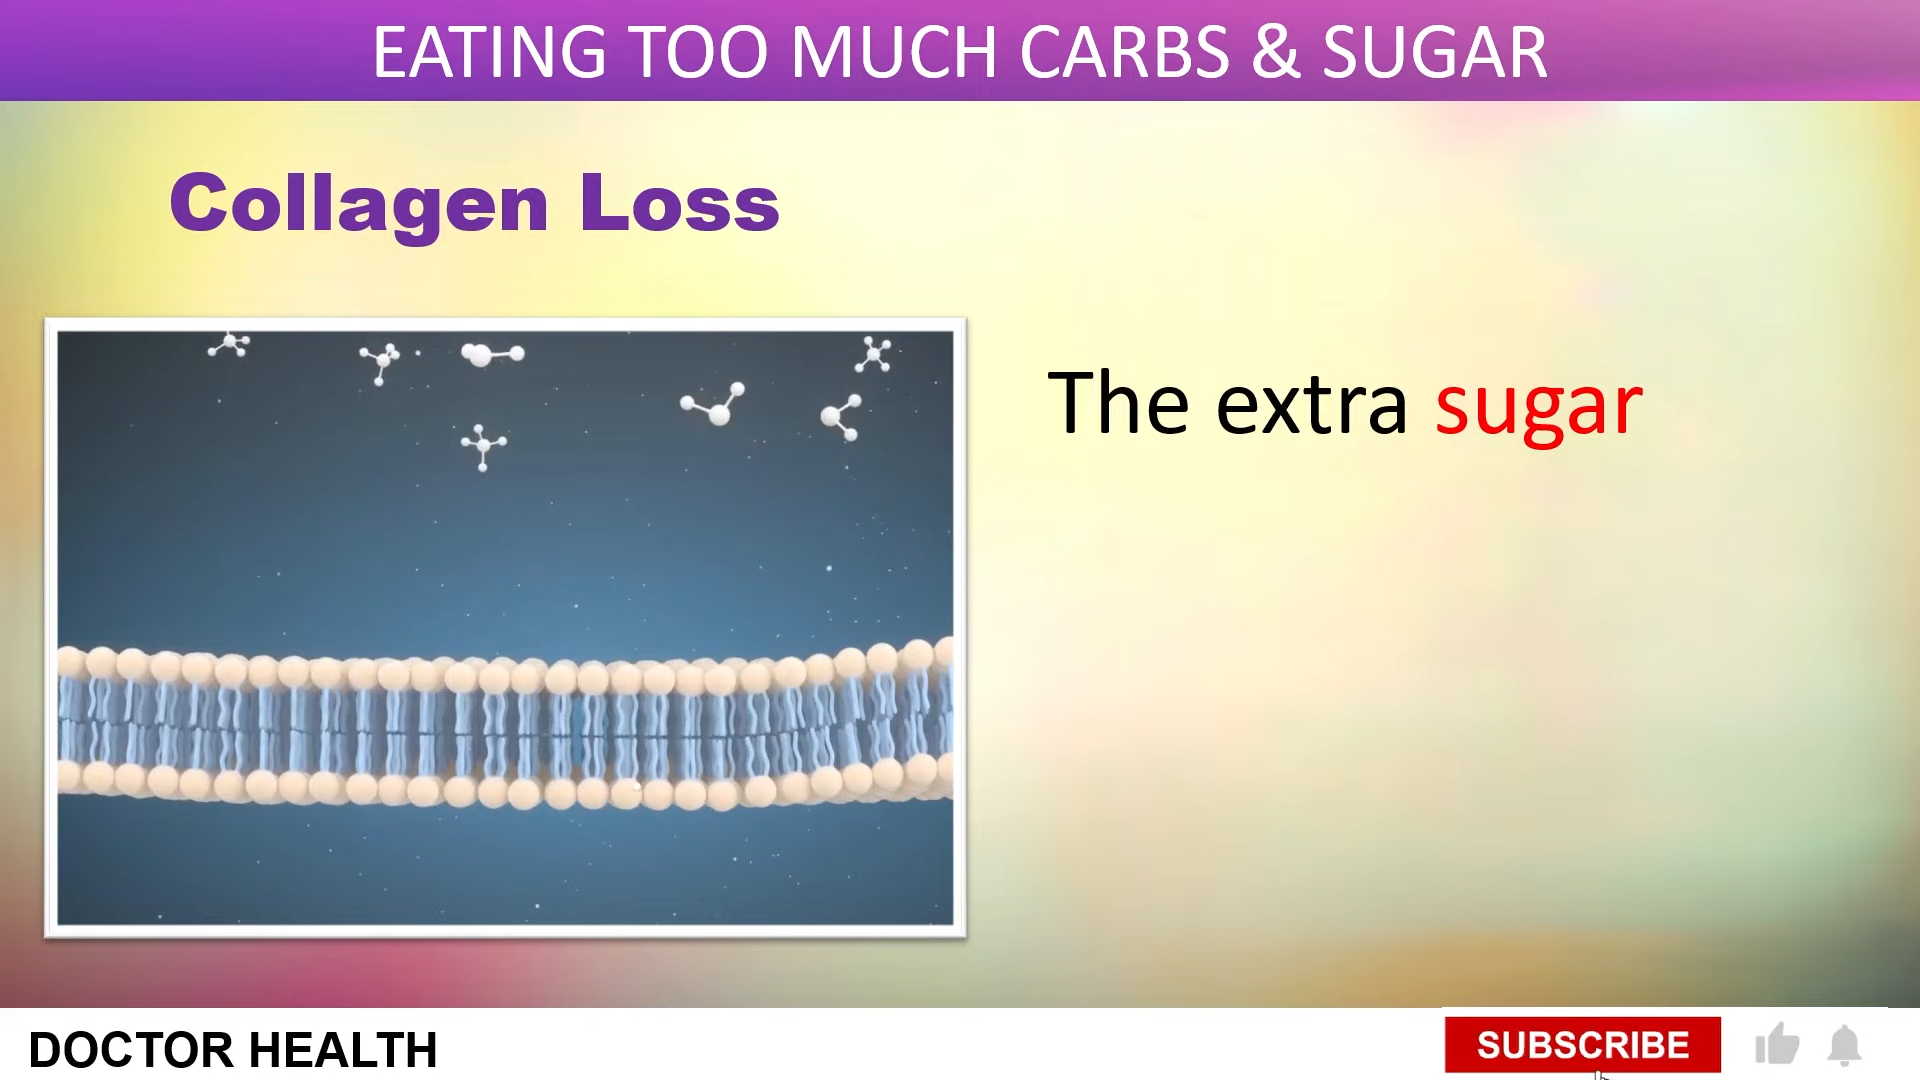 EATING TOO MUCH CARBS & SUGAR
Collagen Loss
The extra sugar
DOCTOR HEALTH
SUBSCRIBE